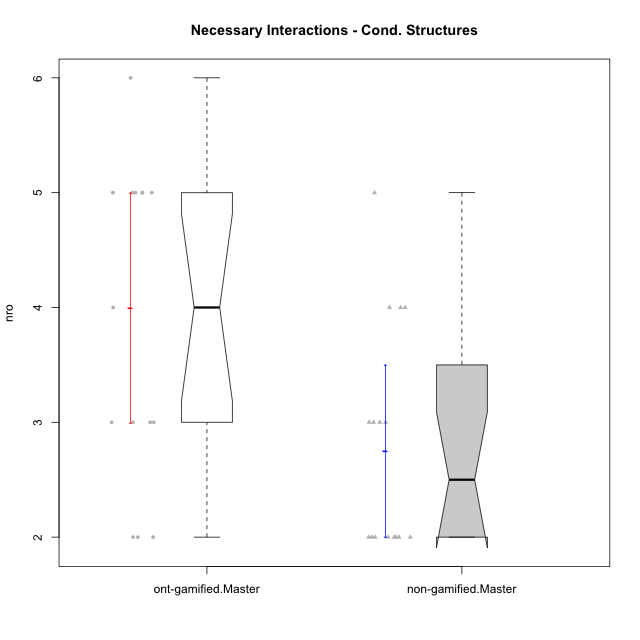 Necessary Interactions - Cond. Structures
6
5
4
3
2
nro
ont-gamified.Master
non-gamified.Master